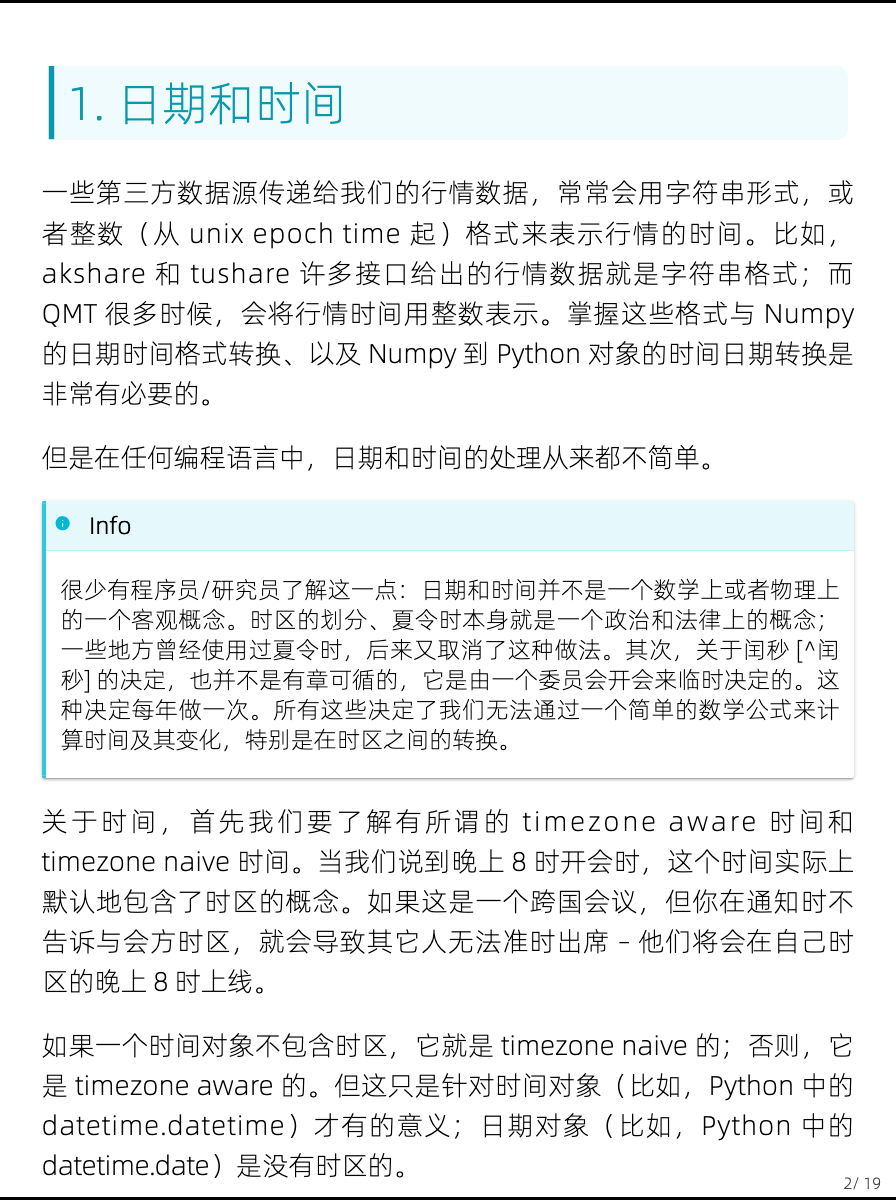 1. 日期和时间
一些第三方数据源传递给我们的行情数据，常常会用字符串形式，或
者整数（从 unix epoch time 起）格式来表示行情的时间。比如，
akshare 和 tushare 许多接口给出的行情数据就是字符串格式；而
QMT 很多时候，会将行情时间用整数表示。掌握这些格式与 Numpy
的日期时间格式转换、以及 Numpy 到 Python 对象的时间日期转换是
非常有必要的。
但是在任何编程语言中，日期和时间的处理从来都不简单。
Info
很少有程序员/研究员了解这一点：日期和时间并不是一个数学上或者物理上
的一个客观概念。时区的划分、夏令时本身就是一个政治和法律上的概念；
一些地方曾经使用过夏令时，后来又取消了这种做法。其次，关于闰秒 [^闰
秒] 的决定，也并不是有章可循的，它是由一个委员会开会来临时决定的。这
种决定每年做一次。所有这些决定了我们无法通过一个简单的数学公式来计
算时间及其变化，特别是在时区之间的转换。
关于时间，首先我们要了解有所谓的 timezone aware 时间和
timezone naive 时间。当我们说到晚上 8 时开会时，这个时间实际上
默认地包含了时区的概念。如果这是一个跨国会议，但你在通知时不
告诉与会方时区，就会导致其它人无法准时出席 – 他们将会在自己时
区的晚上 8 时上线。
如果一个时间对象不包含时区，它就是 timezone naive 的；否则，它
是 timezone aware 的。但这只是针对时间对象（比如，Python 中的
datetime.datetime）才有的意义；日期对象（比如，Python 中的
datetime.date）是没有时区的。
2/ 19